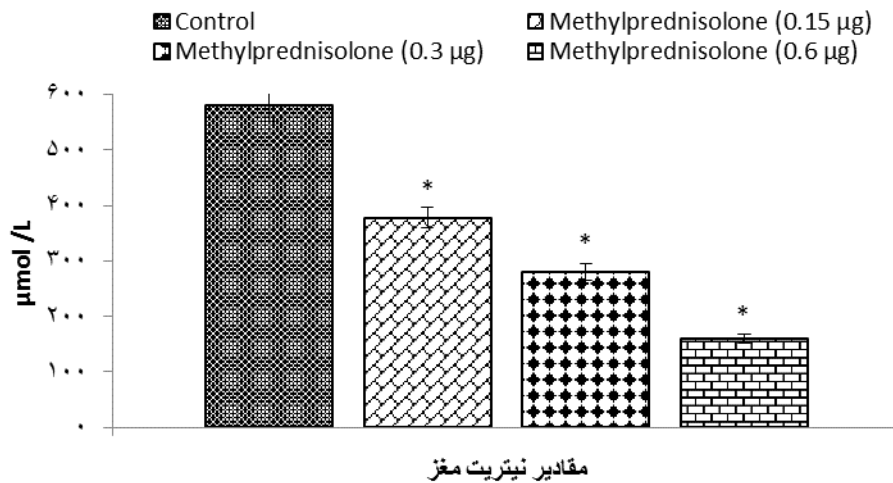 Control Methylprednisolone (0.15 µg)
Methylprednisolone (0.3 µg) Methylprednisolone (0.6 µg)
۶۰۰
۵۰۰
*
۴۰۰
*
۳۰۰
*
۲۰۰
۱۰۰
۰
µmol /L
مقادیر نیتریت مغز